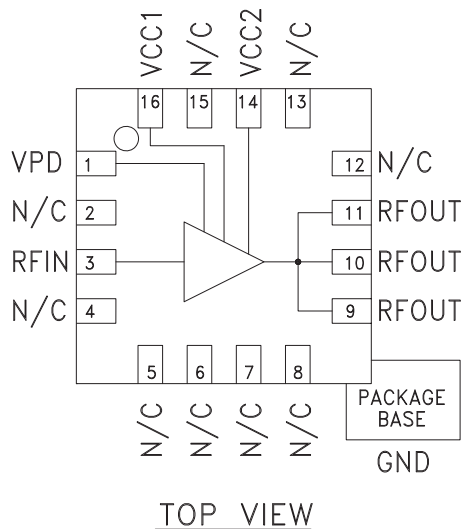 VCC1
N/C
VCC2
N/C
16
15
14
13
VPD 1
12 N/C
N/C 2
11 RFOUT
RFIN 3
10 RFOUT
N/C 4
9 RFOUT
5
6
7
8
N/C
N/C
N/C
N/C
PACKAGE
BASE
GND
TOP VIEW